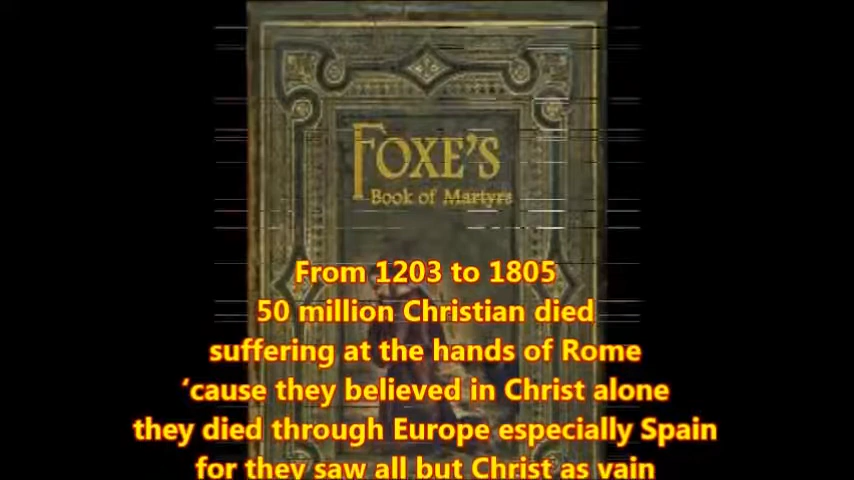 FOXE'S
Book of Martyrs
From 1203 to 1805
50 million Christian died
suffering at the hands of Rome
‘cause they believed in Christ alone
they died through Europe especially Spain
for they saw all but Christ as vain